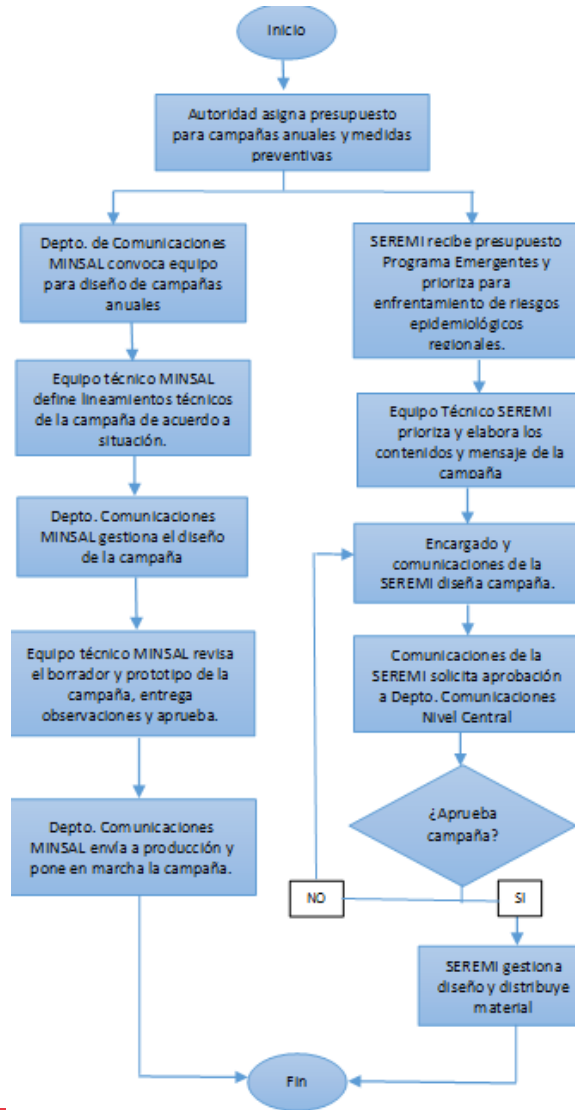 Inicio
Autoridad asigna presupuesto
para campañas anuales y medidas
preventivas
Depto. de Comunicaciones
MINSAL convoca equipo
para diseño de campañas
anuales
Equipo técnico MINSAL
define lineamientos técnicos
de la campaña de acuerdo a
situación.
Depto. Comunicaciones
MINSAL gestiona el diseño
de la campaña
Equipo técnico MINSAL revisa
el borrador y prototipo de la
campaña, entrega
observaciones y aprueba.
Depto. Comunicaciones
MINSAL envía a producción y
pone en marcha la campaña.
SEREMI recibe presupuesto
Programa Emergentes y
prioriza para
enfrentamiento de riesgos
epidemiológicos
regionales.
Equipo Técnico SEREMI
prioriza y elabora los
contenidos y mensaje de la
campaña
Encargado y
comunicaciones de la
SEREMI diseña campaña.
Comunicaciones de la
SEREMI solicita aprobación
a Depto. Comunicaciones
Nivel Central
¿Aprueba
campaña?
NO
SI
SEREMI gestiona
diseño y distribuye
material
Fin